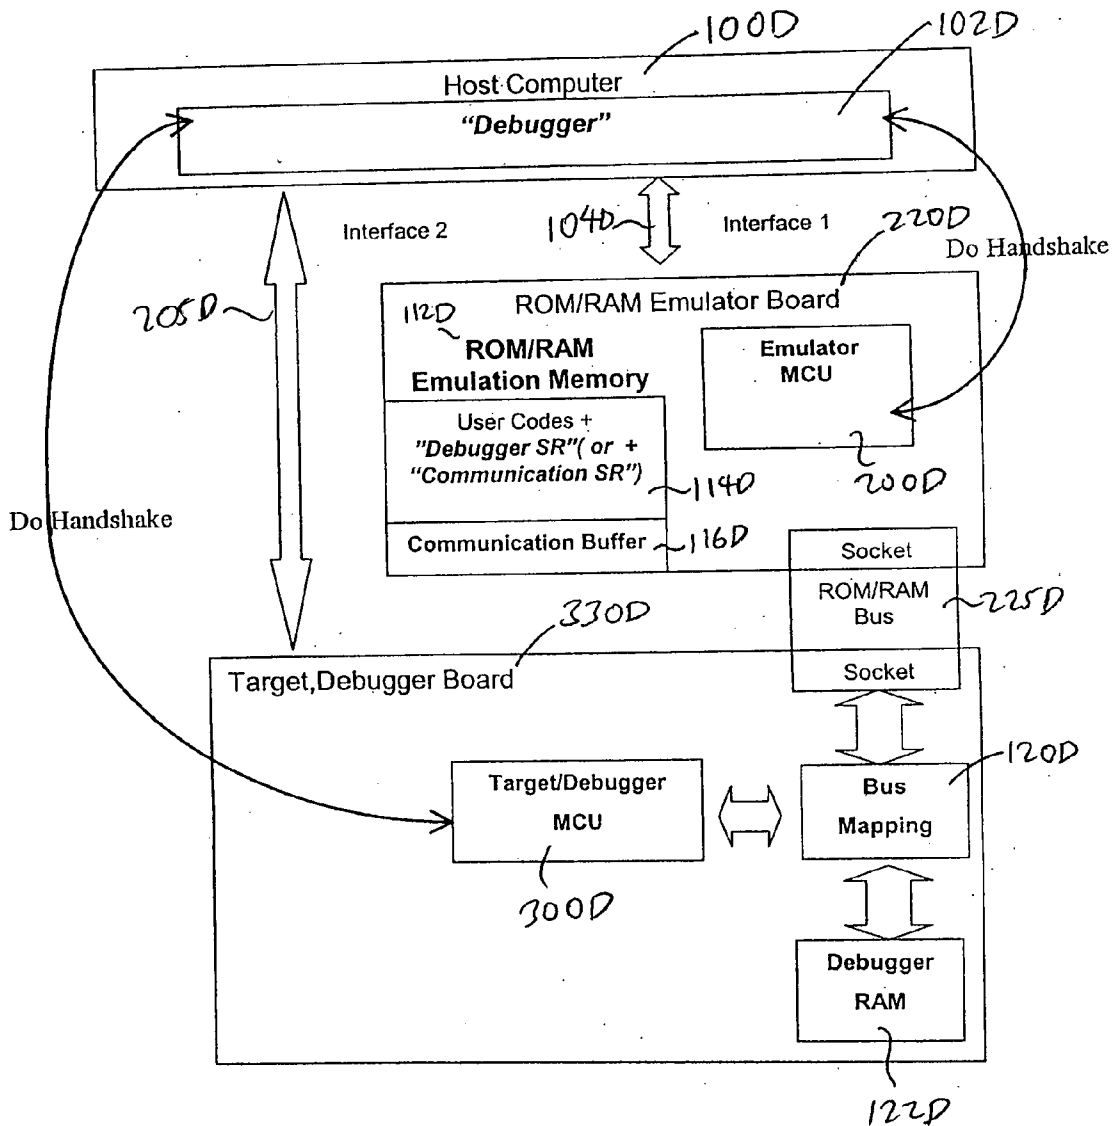 100D
102D
Host Computer
"Debugger"
Interface 2
104D
Interface 1
220D
Do Handshake
205D
ROM/RAM Emulator Board
112D
ROM/RAM
Emulation Memory
Emulator
MCU
200D
User Codes +
"Debugger SR"( or +
"Communication SR")
114D
Do Handshake
Communication Buffer
116D
Socket
ROM/RAM
Bus
225D
Socket
330D
Target,Debugger Board
Target/Debugger
MCU
300D
Bus
Mapping
120D
Debugger
RAM
122D